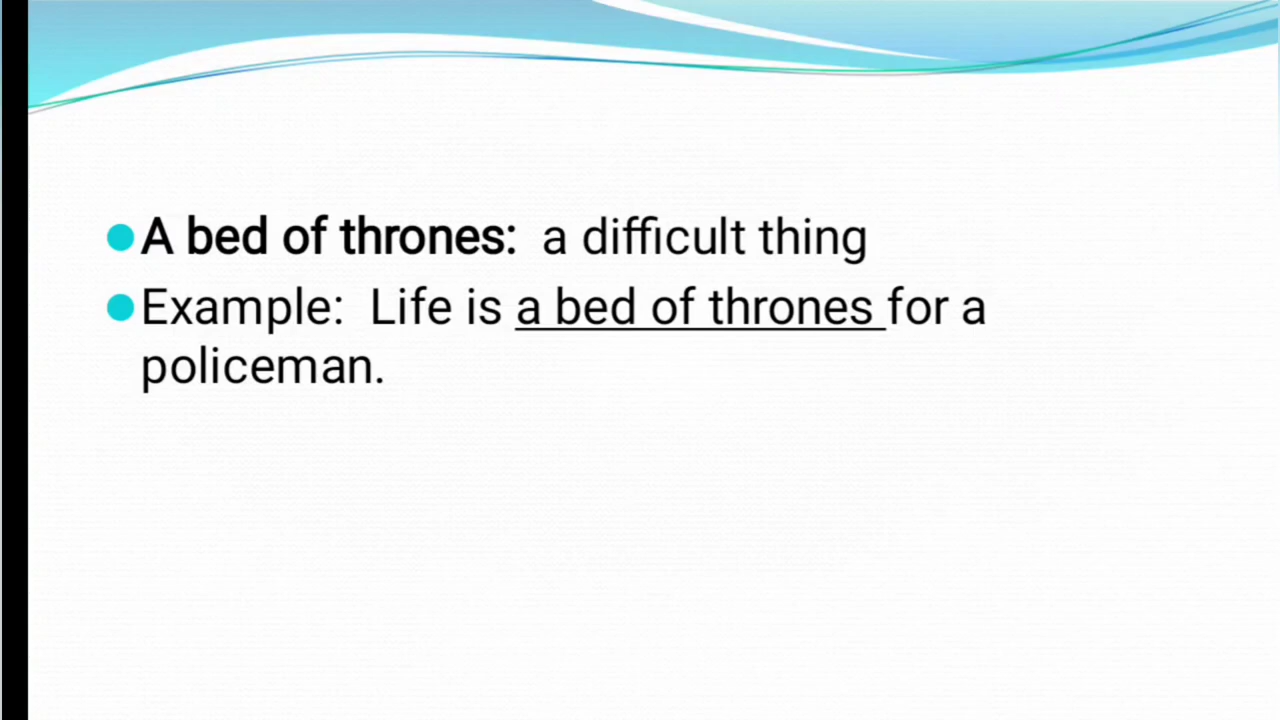 A bed of thrones: a difficult thing
Example: Life is a bed of thrones for a
policeman.